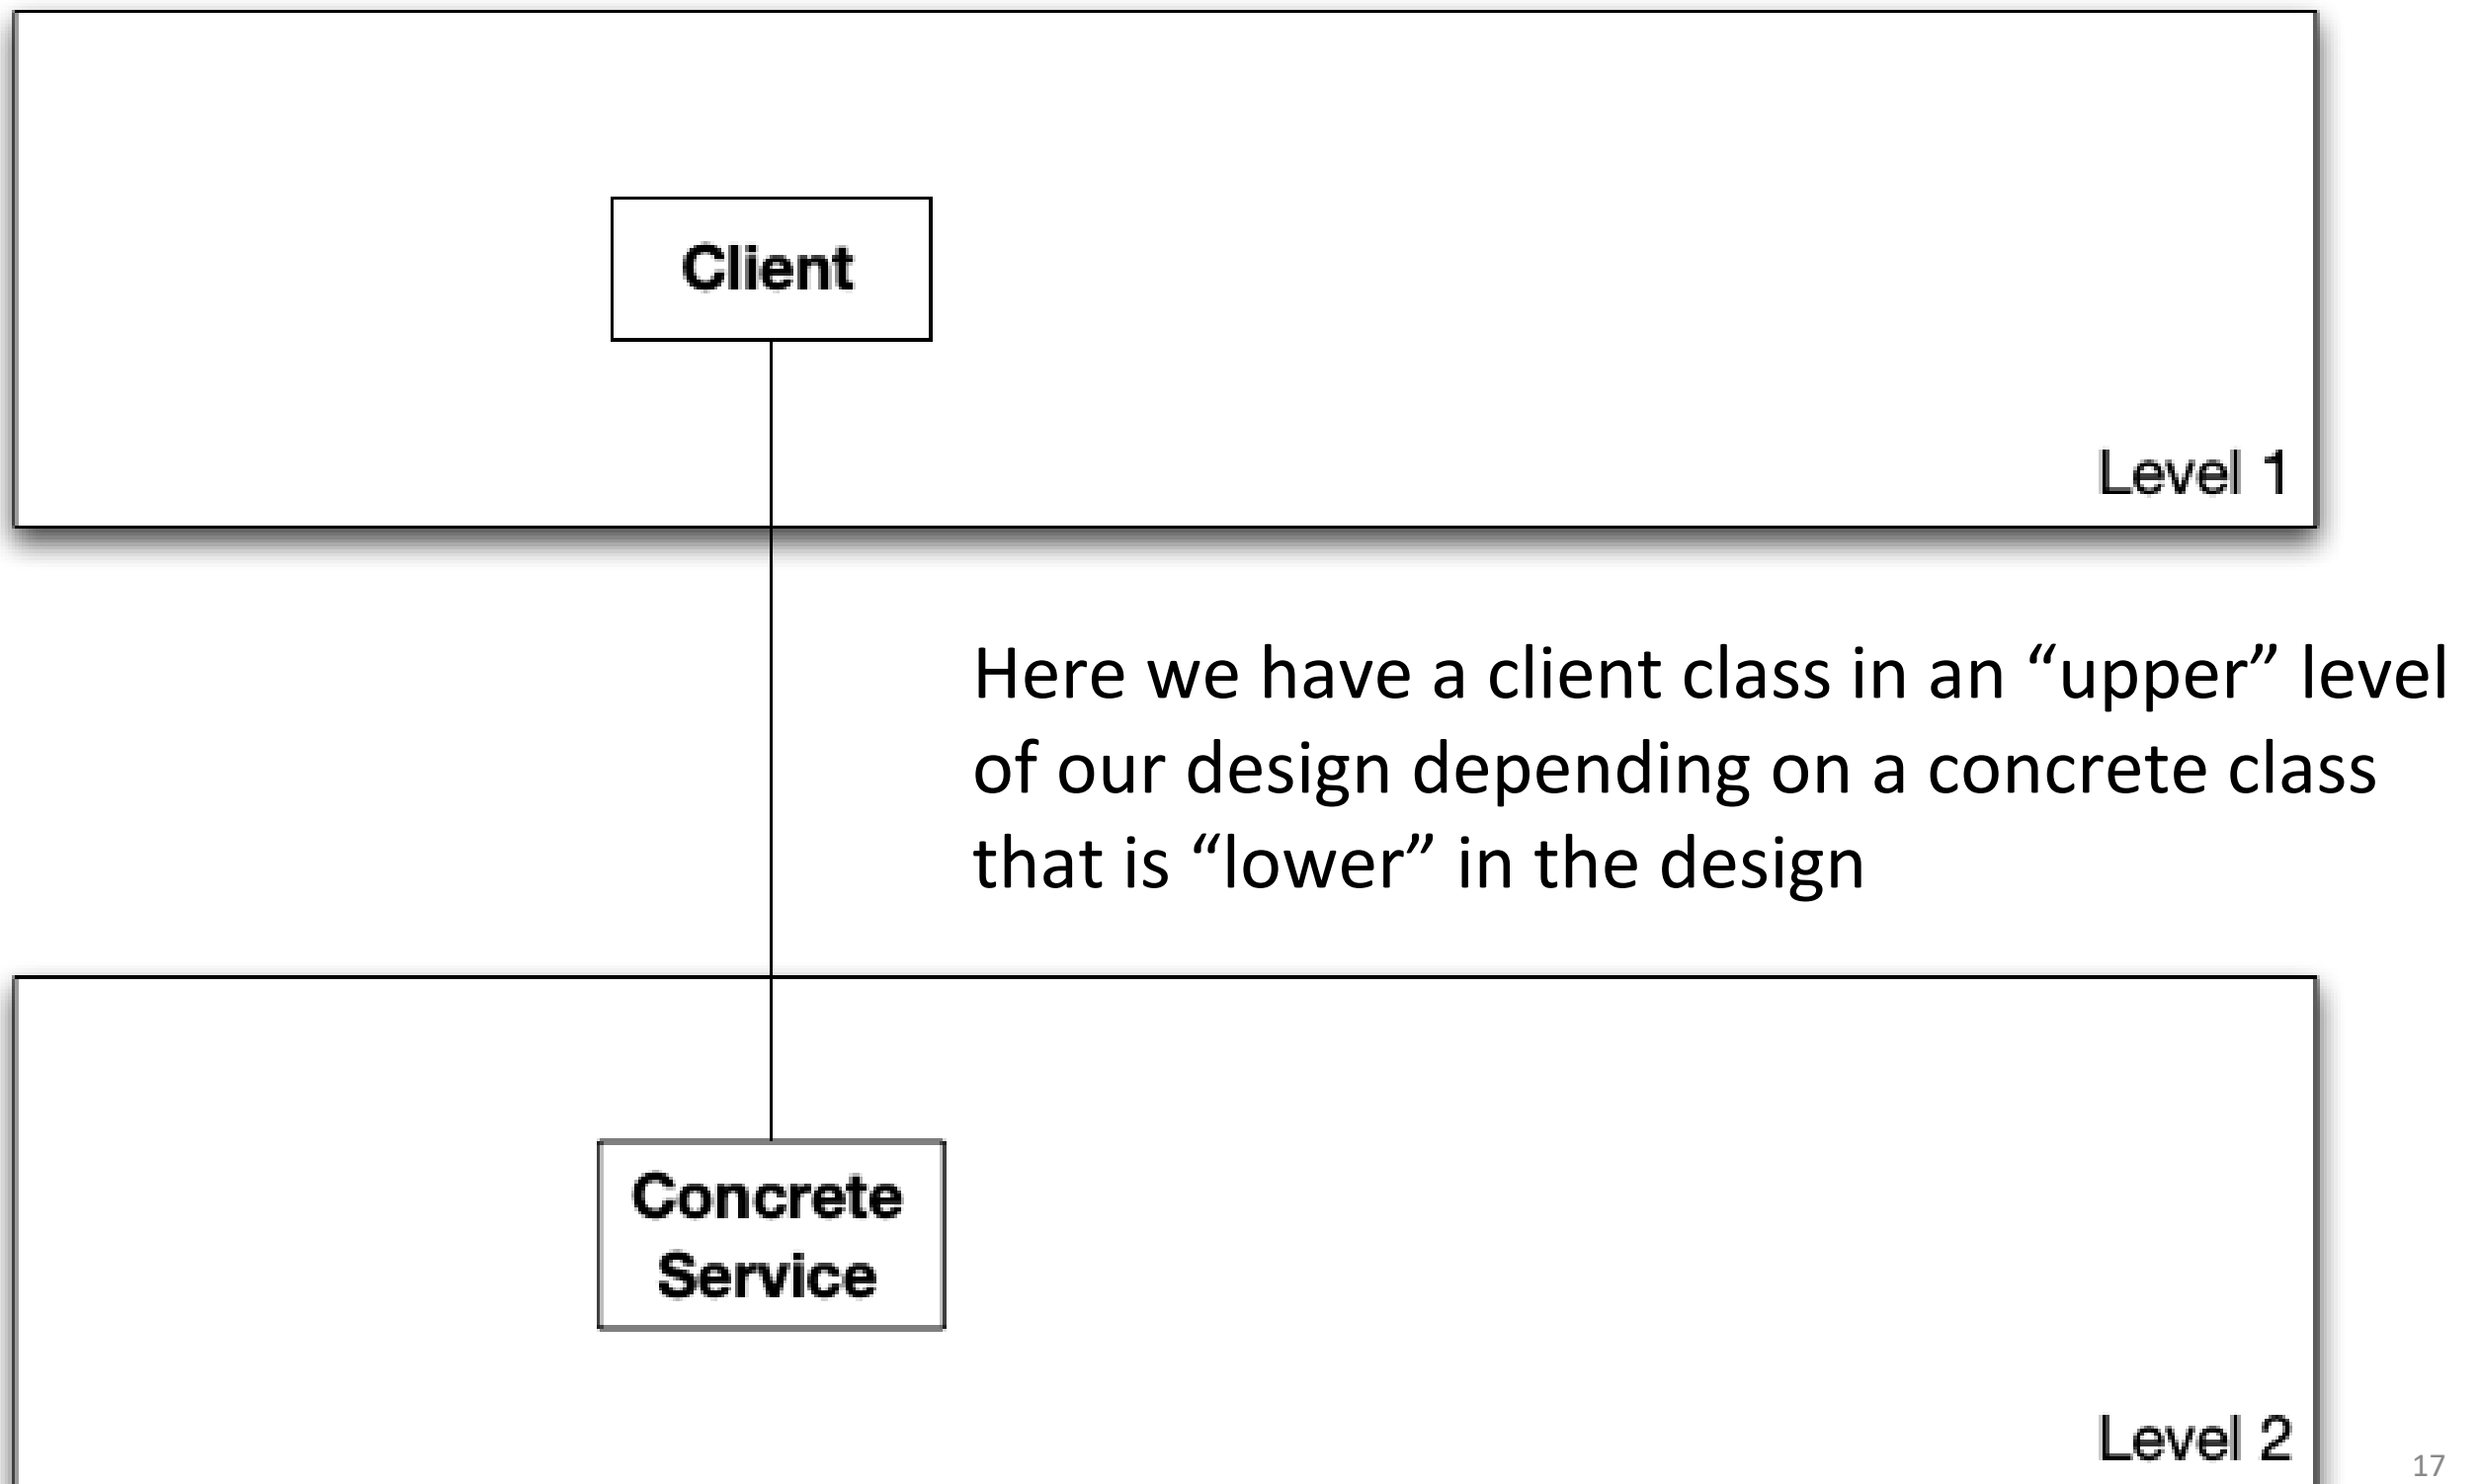 Client
Level 1
Here we have a client class in an “upper” level
of our design depending on a concrete class
that is “lower” in the design
Concrete
Service
Level 2
17